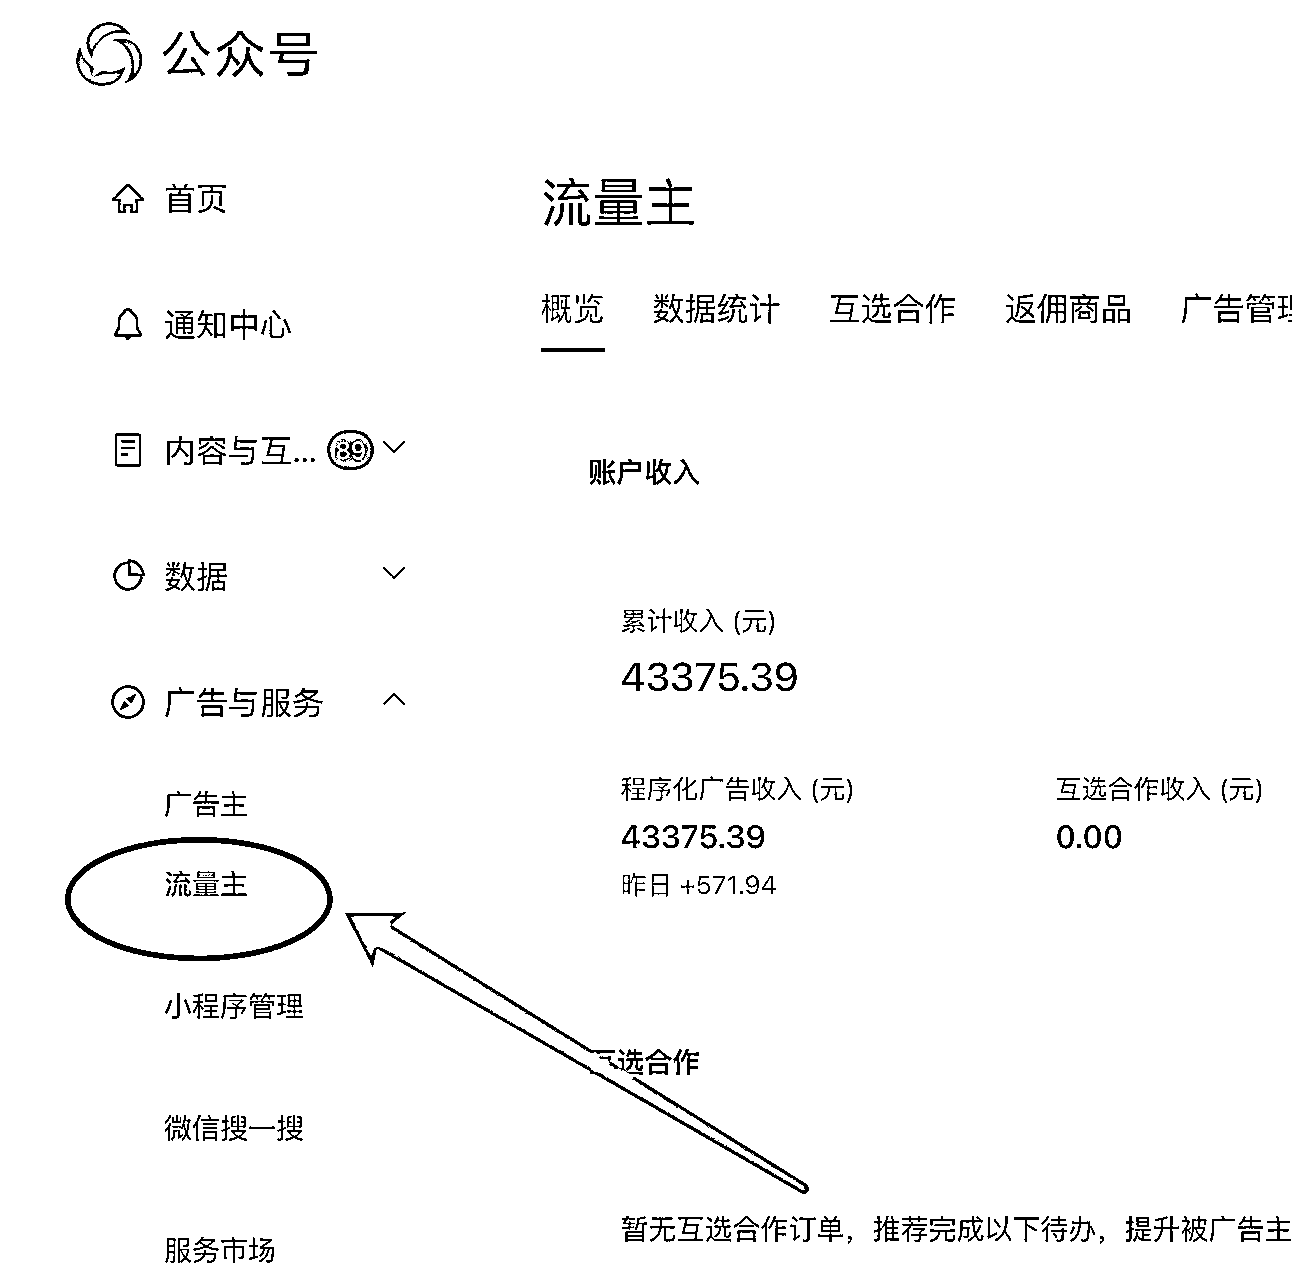 公众号
首页
通知中心
内容与互... 89
数据
广告与服务
广告主
流量主
小程序管理
微信搜一搜
服务市场
流量主
概览 数据统计 互选合作 返佣商品 广告管理
账户收入
累计收入 (元)
43375.39
程序化广告收入 (元) 互选合作收入 (元)
43375.39 0.00
昨日 +571.94
互选合作
暂无互选合作订单，推荐完成以下待办，提升被广告主